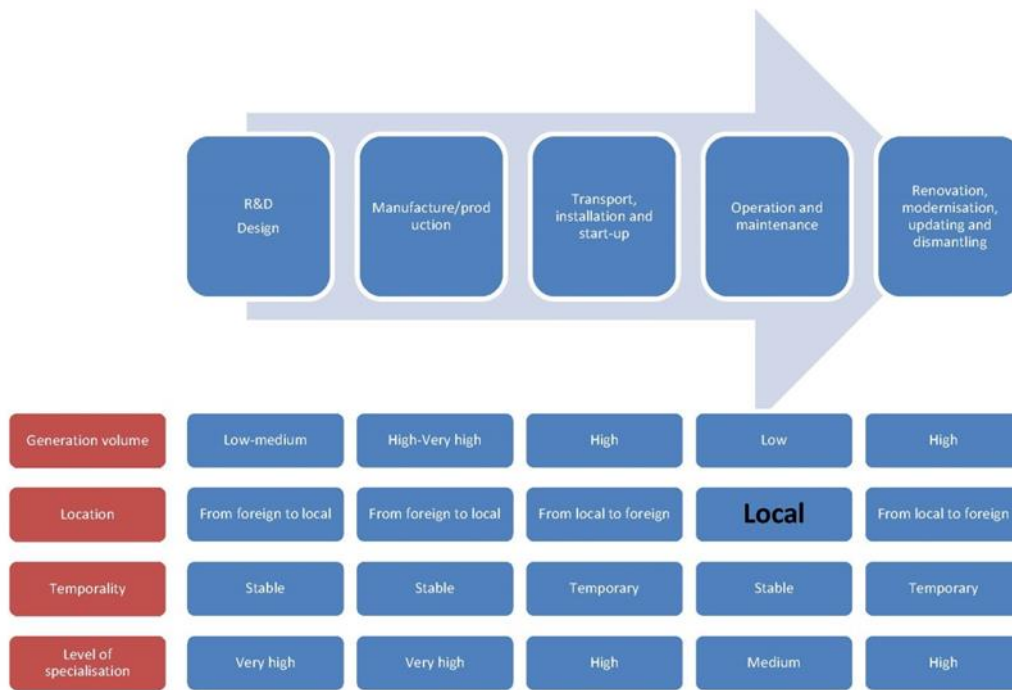 R&D
Design
Manufacture/prod
uction
Transport,
installation and
start-up
Operation and
maintenance
Renovation,
modernisation,
updating and
dismantling
Generation volume
Low-medium
High-Very high
High
Low
High
Location
From foreign to local
From foreign to local
From local to foreign
Local
From local to foreign
Temporality
Stable
Stable
Temporary
Stable
Temporary
Level of
specialisation
Very high
Very high
High
Medium
High